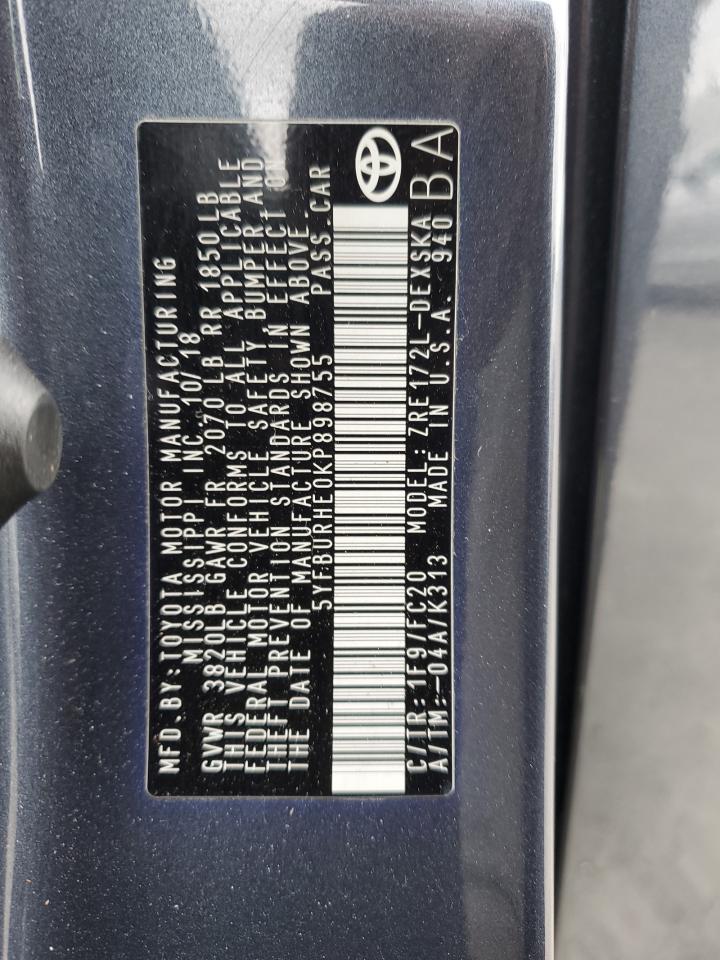 MFD.BY:TOYOTA MOTOR MANUFACTURING
MISSISSIPPI INC.10/18
GVWR 3820LB GAWR FR 2070 LB RR 1850LB
THIS VEHICLE CONFORMS TO ALL APPLICABLE
FEDERAL MOTOR VEHICLE SAFETY, BUMPER AND
THEFT PREVENTION STANDARDS IN EFFECT ON
THE DATE OF MANUFACTURE SHOWN ABOVE.
5YFBURHE0KP898755 PASS.CAR
C/TR:1F9/FC20 MODEL:ZRE172L-DEXSKA
A/TM:-04A/K313 MADE IN U.S.A. 940 BA